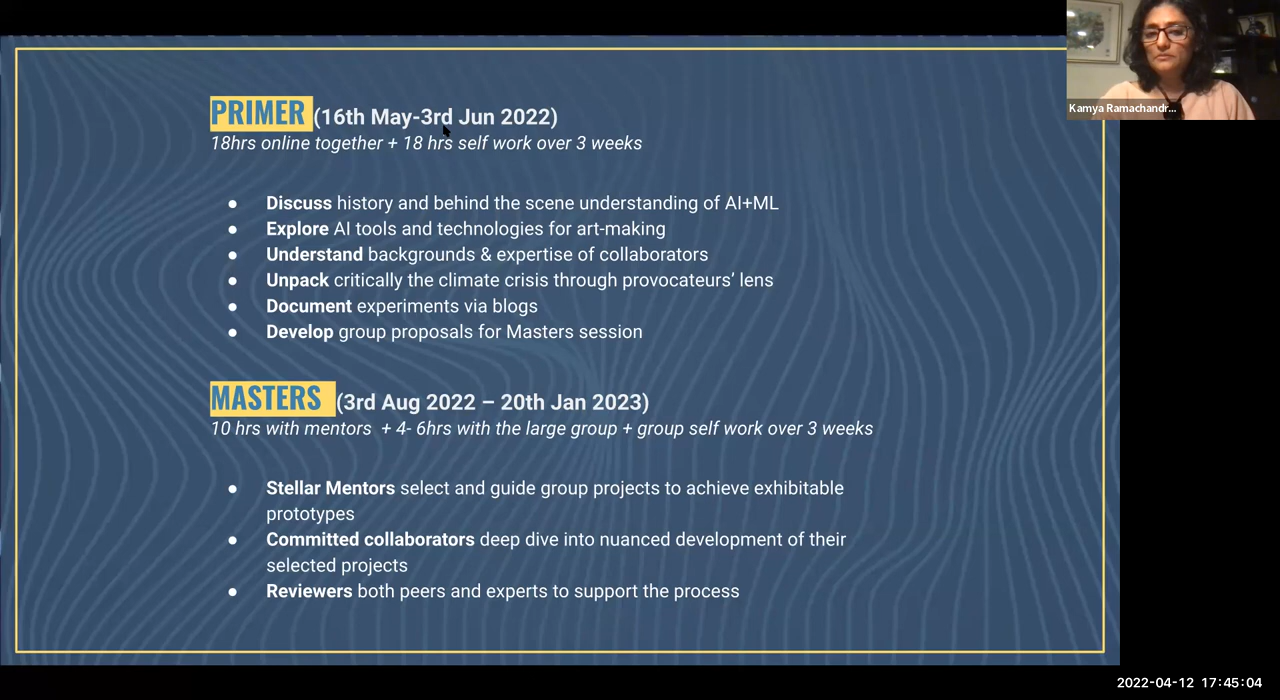 PRIMER (16th May-3rd Jun 2022)
18hrs online together + 18 hrs self work over 3 weeks
● Discuss history and behind the scene understanding of AI+ML
● Explore AI tools and technologies for art-making
● Understand backgrounds & expertise of collaborators
● Unpack critically the climate crisis through provocateurs’ lens
● Document experiments via blogs
● Develop group proposals for Masters session
MASTERS (3rd Aug 2022 – 20th Jan 2023)
10 hrs with mentors + 4- 6hrs with the large group + group self work over 3 weeks
● Stellar Mentors select and guide group projects to achieve exhibitable
prototypes
● Committed collaborators deep dive into nuanced development of their
selected projects
● Reviewers both peers and experts to support the process
Kamya Ramachandr...
2022-04-12 17:45:04